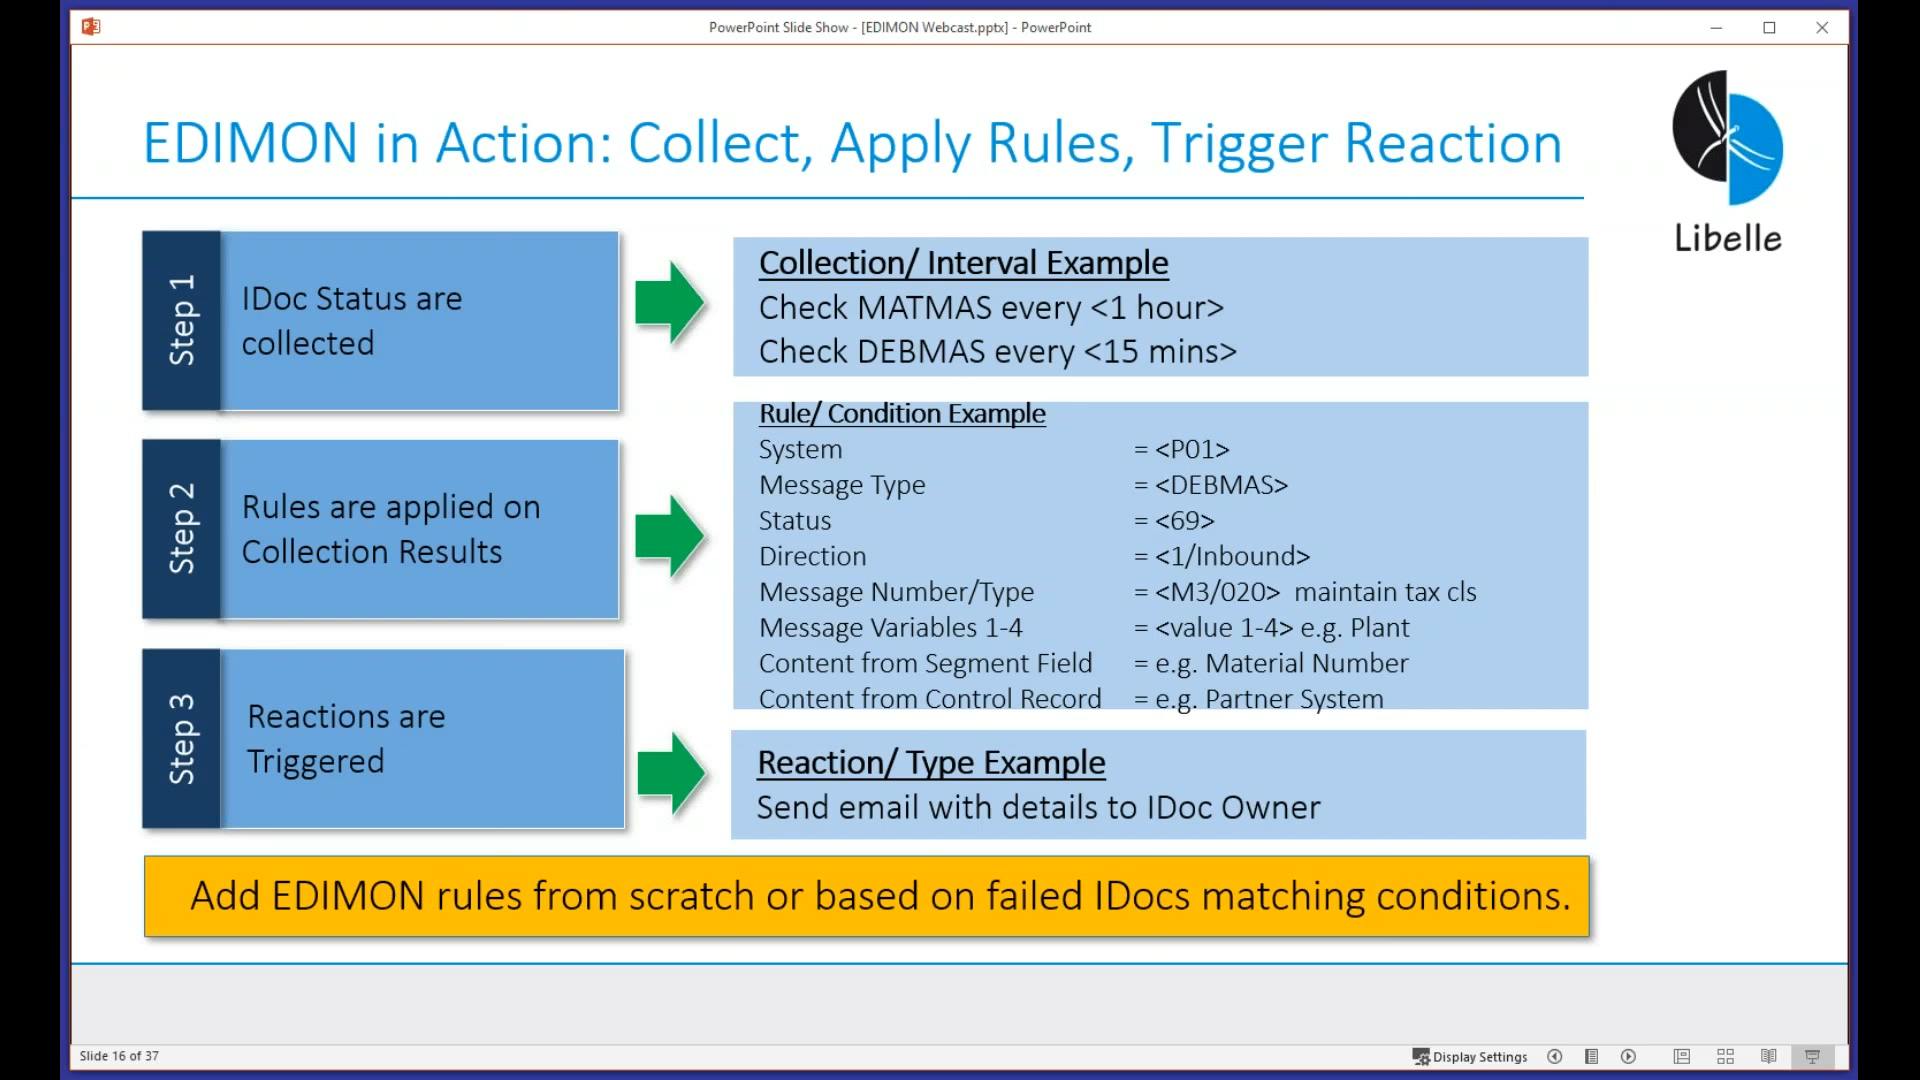 PowerPoint Slide Show - [EDIMON Webcast.pptx] - PowerPoint
EDIMON in Action: Collect, Apply Rules, Trigger Reaction
Libelle
Step 1
IDoc Status are
collected
Collection/ Interval Example
Check MATMAS every <1 hour>
Check DEBMAS every <15 mins>
Step 2
Rules are applied on
Collection Results
Rule/ Condition Example
System = <P01>
Message Type = <DEBMAS>
Status = <69>
Direction = <1/Inbound>
Message Number/Type = <M3/020> maintain tax cls
Message Variables 1-4 = <value 1-4> e.g. Plant
Content from Segment Field = e.g. Material Number
Content from Control Record = e.g. Partner System
Step 3
Reactions are
Triggered
Reaction/ Type Example
Send email with details to IDoc Owner
Add EDIMON rules from scratch or based on failed IDocs matching conditions.
Slide 16 of 37
Display Settings